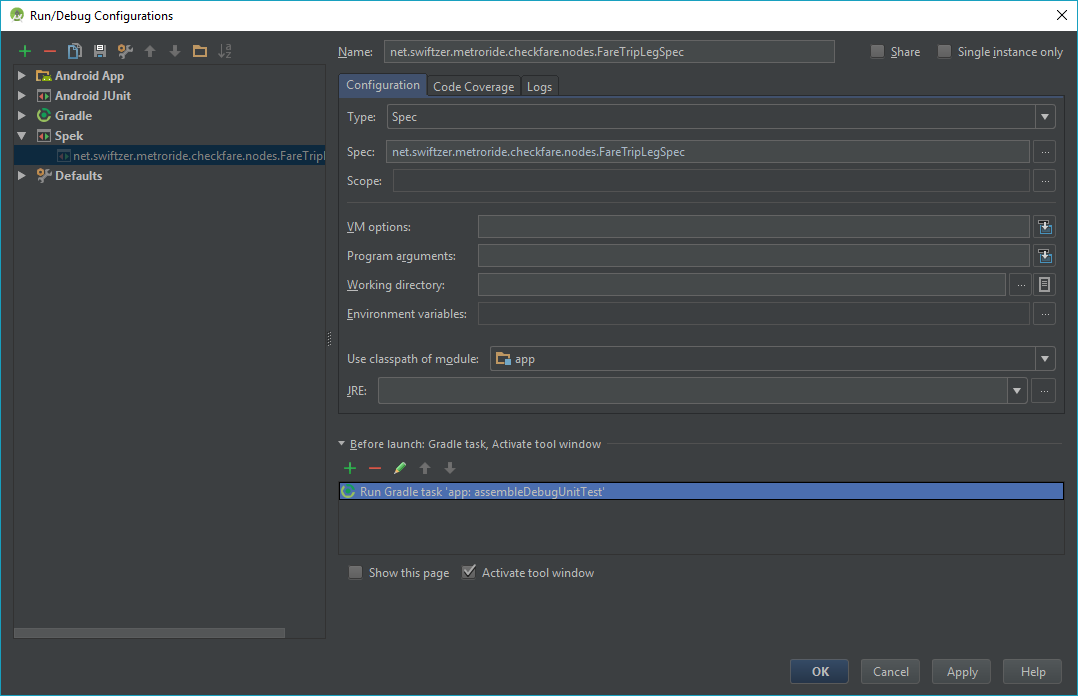 Run/Debug Configurations
Name: net.swiftzer.metroride.checkfare.nodes.FareTripLegSpec
Share
Single instance only
Android App
Android JUnit
Gradle
Spek
net.swiftzer.metroride.checkfare.nodes.FareTripl
Defaults
Configuration
Code Coverage
Logs
Type: Spec
Spec: net.swiftzer.metroride.checkfare.nodes.FareTripLegSpec
...
Scope:
...
VM options:
Program arguments:
Working directory:
...
Environment variables:
...
Use classpath of module: app
JRE:
...
Before launch: Gradle task, Activate tool window
Run Gradle task 'app: assembleDebugUnitTest'
Show this page
Activate tool window
OK
Cancel
Apply
Help